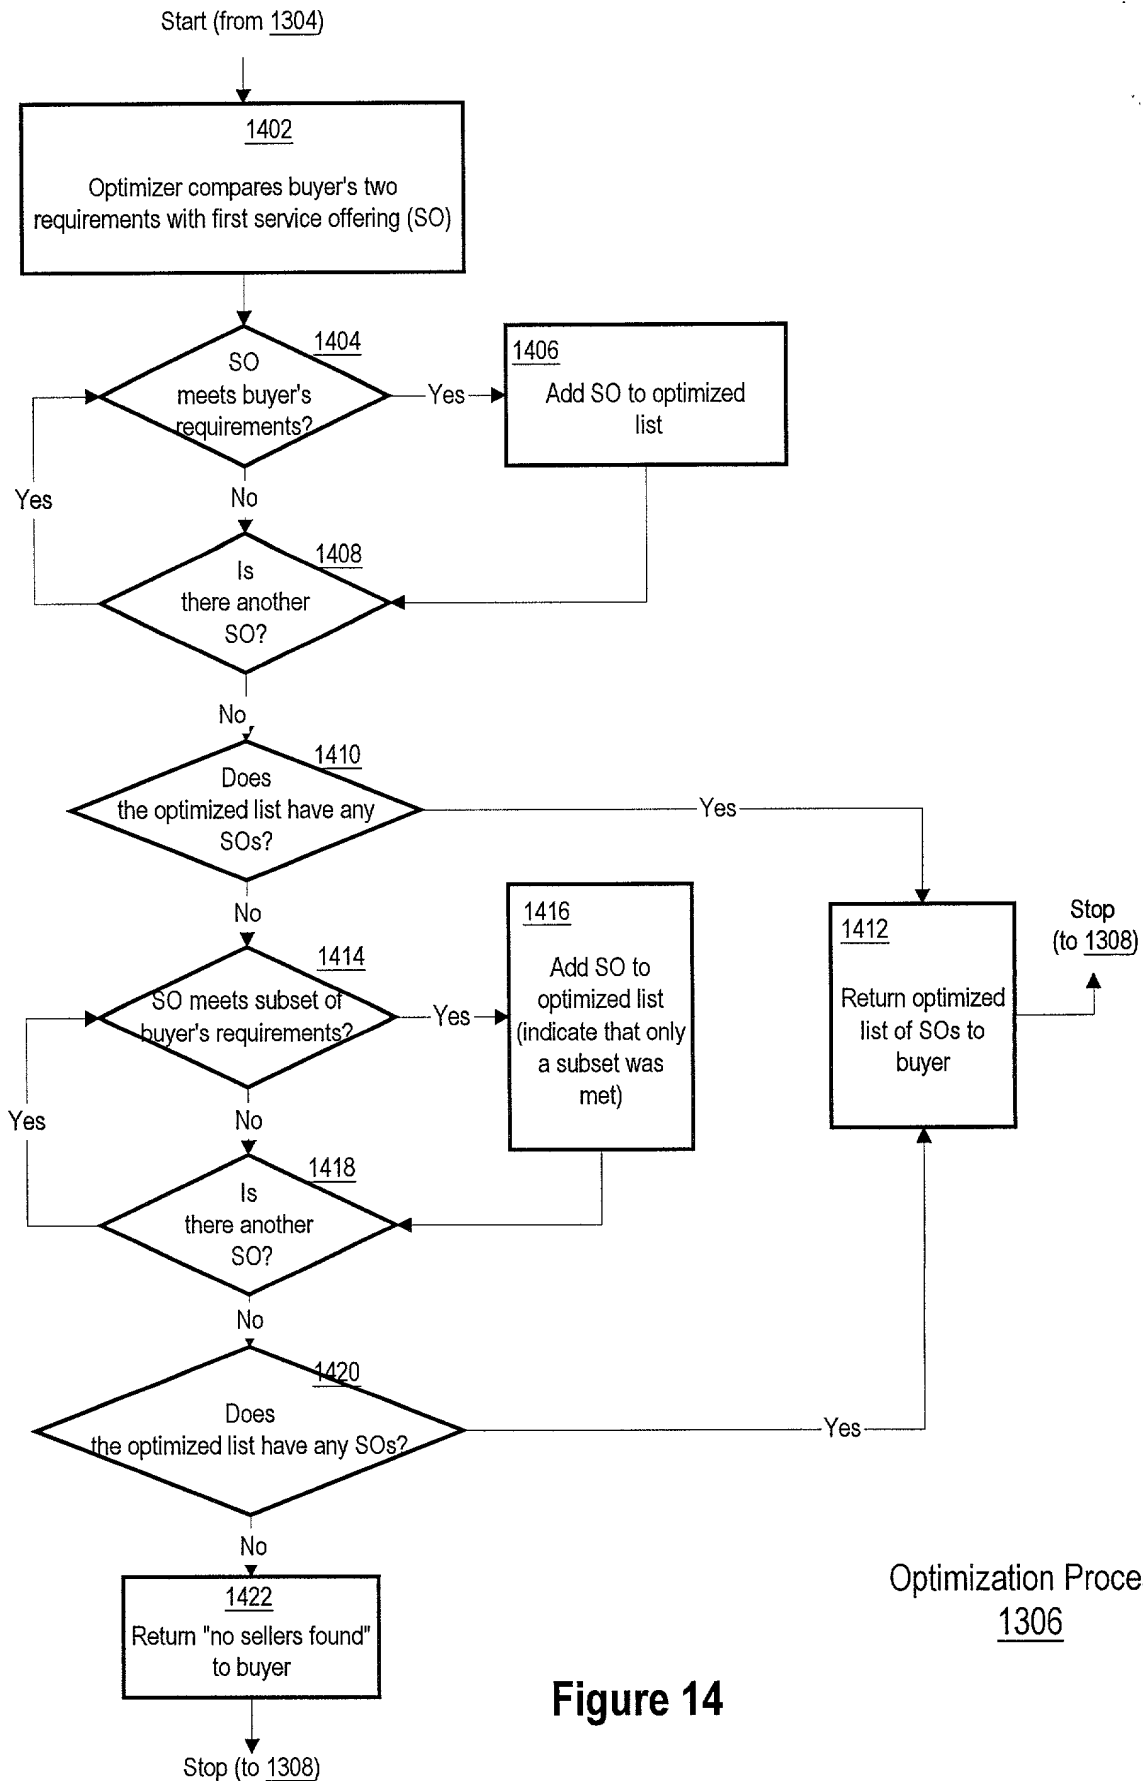 Start (from 1304)
1402
Optimizer compares buyer's two
requirements with first service offering (SO)
1404
SO
meets buyer's
requirements?
Yes
1406
Add SO to optimized
list
Yes
No
1408
Is
there another
SO?
No
1410
Does
the optimized list have any
SOs?
Yes
No
1412
Return optimized
list of SOs to
buyer
Stop
(to 1308)
1414
SO meets subset of
buyer's requirements?
Yes
1416
Add SO to
optimized list
(indicate that only
a subset was
met)
Yes
No
1418
Is
there another
SO?
No
1420
Does
the optimized list have any SOs?
Yes
No
1422
Return "no sellers found"
to buyer
Stop (to 1308)
Optimization Proce
1306
Figure 14